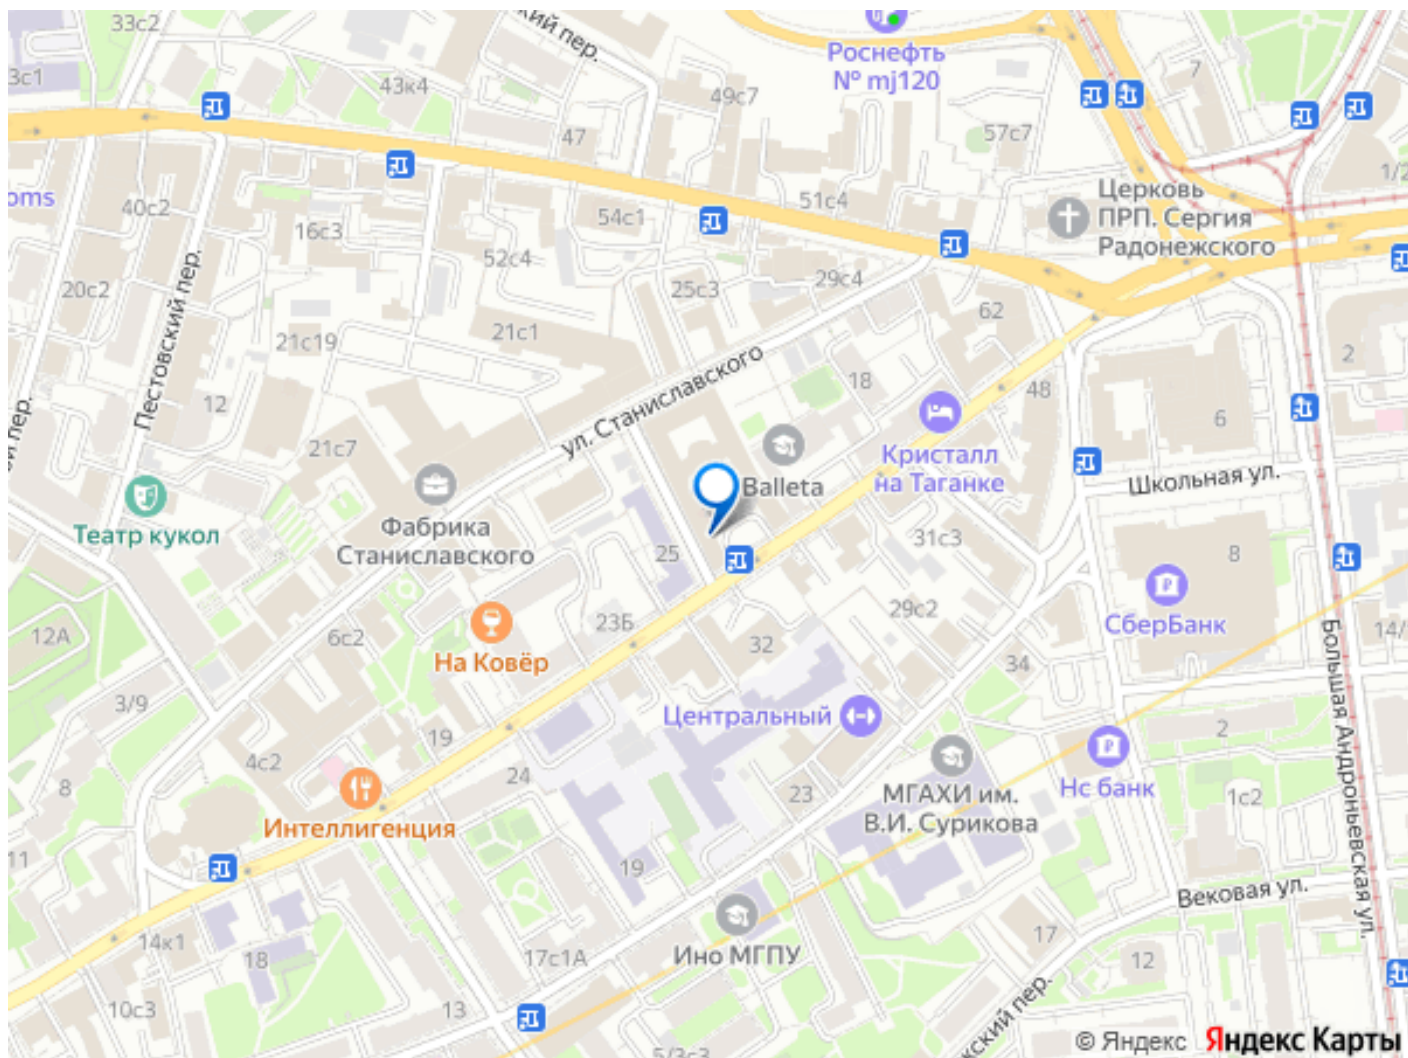 33с2
ский пер.
Роснефть
№ mj120
3с1
43к4
49с7
7
47
57с7
1/2
oms
40с2
16с3
54с1
51с4
Церковь
ПРП. Сергия
Радонежского
52с4
29с4
20с2
25с3
62
Пестовский пер.
21с19
21с1
2
ул. Станиславского
18
48
12
6
й пер.
21с7
Кристалл
на Таганке
Школьная ул.
Balleta
Театр кукол
Фабрика
Станиславского
25
31с3
8
12А
6с2
23Б
29с2
СберБанк
14/
На Ковёр
32
34
Большая Андроньевская ул.
3/9
Центральный
2
19
4с2
24
8
МГАХИ им.
В.И. Сурикова
Нс банк
23
1с2
Интеллигенция
11
19
Вековая ул.
14к1
18
17с1А
Ино МГПУ
17
12
10с3
13
жский пер.
5/3с3
© Яндекс Яндекс Карты